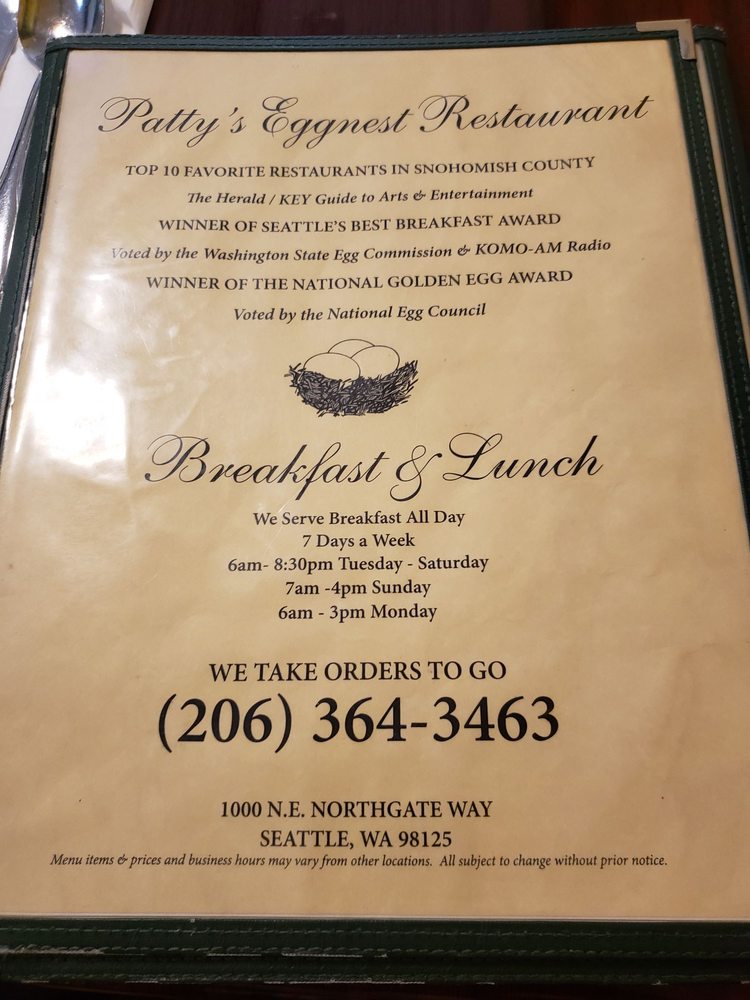 Patty's Eggnest Restaurant
TOP 10 FAVORITE RESTAURANTS IN SNOHOMISH COUNTY
The Herald / KEY Guide to Arts & Entertainment
WINNER OF SEATTLE'S BEST BREAKFAST AWARD
Voted by the Washington State Egg Commission & KOMO-AM Radio
WINNER OF THE NATIONAL GOLDEN EGG AWARD
Voted by the National Egg Council
Breakfast & Lunch
We Serve Breakfast All Day
7 Days a Week
6am- 8:30pm Tuesday - Saturday
7am -4pm Sunday
6am - 3pm Monday
WE TAKE ORDERS TO GO
(206) 364-3463
1000 N.E. NORTHGATE WAY
SEATTLE, WA 98125
Menu items & prices and business hours may vary from other locations. All subject to change without prior notice.